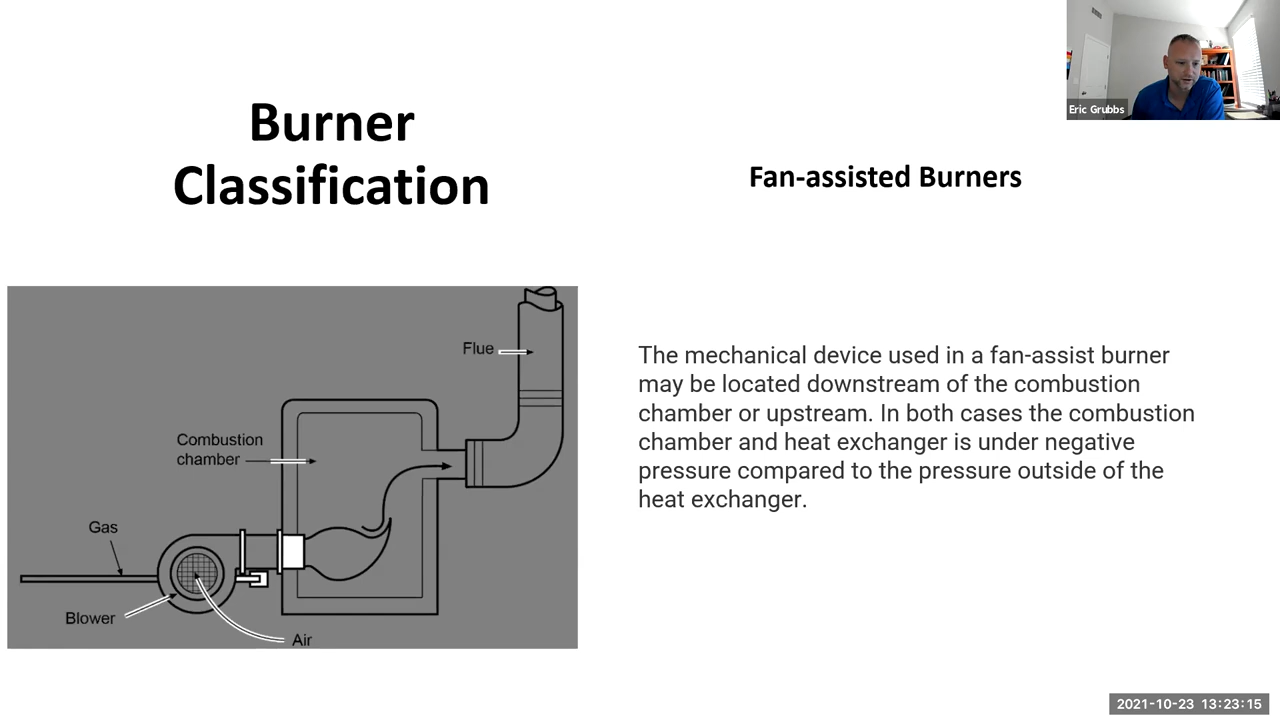 Burner
Classification
Eric Grubbs
Fan-assisted Burners
Flue
Combustion
chamber
Gas
Blower
Air
The mechanical device used in a fan-assist burner
may be located downstream of the combustion
chamber or upstream. In both cases the combustion
chamber and heat exchanger is under negative
pressure compared to the pressure outside of the
heat exchanger.
2021-10-23 13:23:15